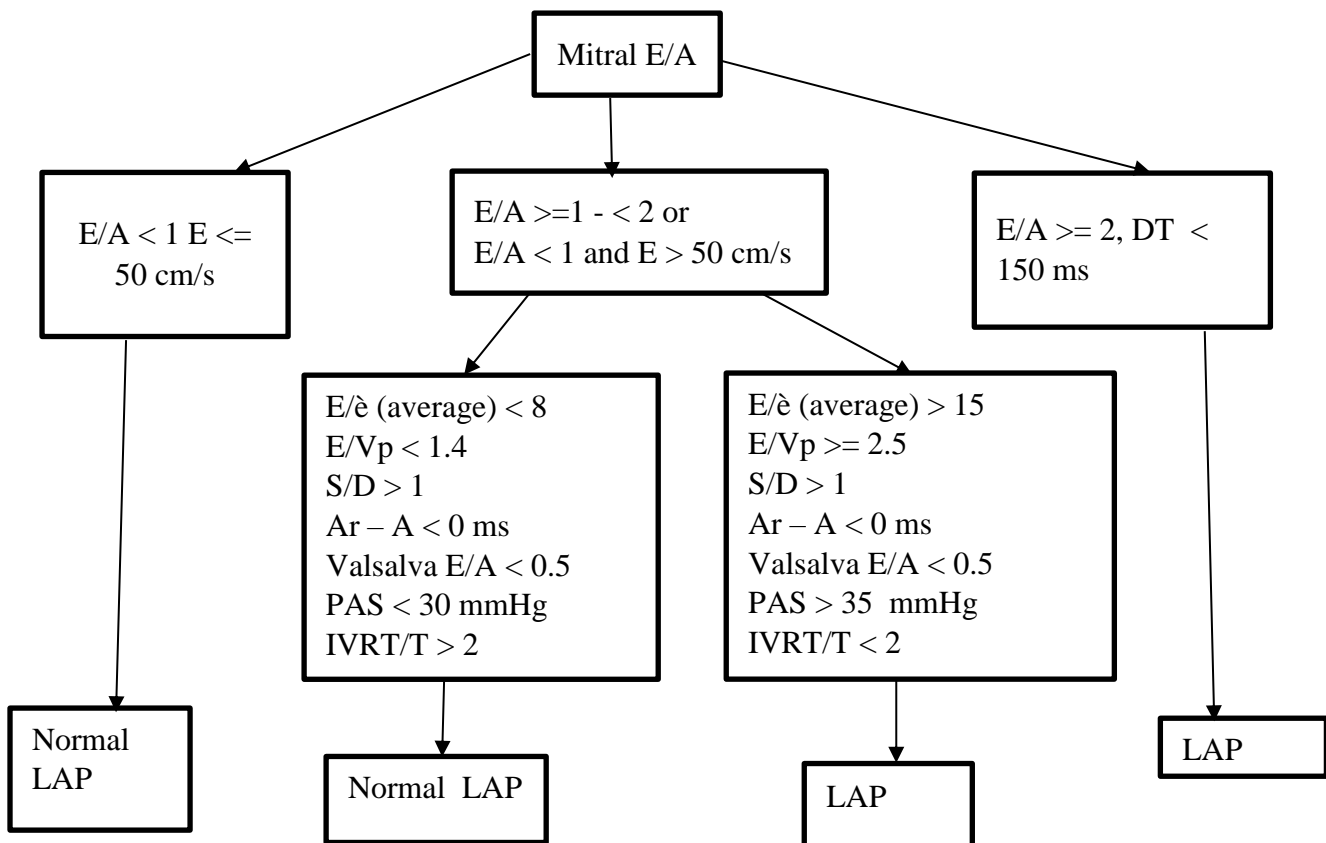 Mitral E/A
E/A < 1 E <=
50 cm/s
E/A >=1 - < 2 or
E/A < 1 and E > 50 cm/s
E/A >= 2, DT <
150 ms
E/è (average) < 8
E/Vp < 1.4
S/D > 1
Ar – A < 0 ms
Valsalva E/A < 0.5
PAS < 30 mmHg
IVRT/T > 2
E/è (average) > 15
E/Vp >= 2.5
S/D > 1
Ar – A < 0 ms
Valsalva E/A < 0.5
PAS > 35 mmHg
IVRT/T < 2
Normal
LAP
Normal LAP
LAP
LAP